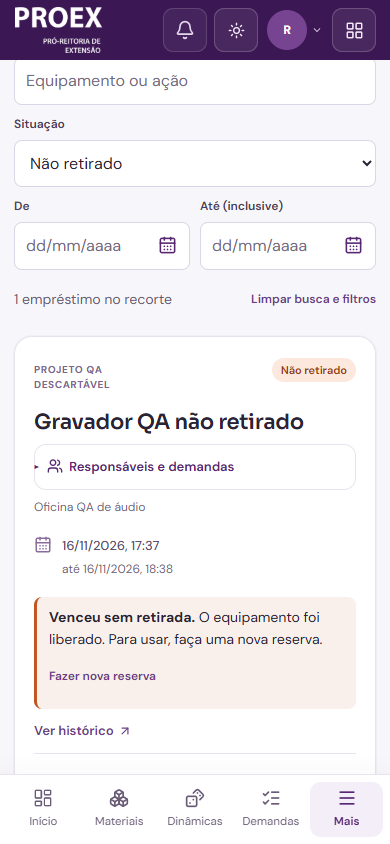 PROEX
PRÓ-REITORIA DE
EXTENSÃO
R
Equipamento ou ação
Situação
Não retirado
De
Até (inclusive)
dd/mm/aaaa
dd/mm/aaaa
1 empréstimo no recorte
Limpar busca e filtros
PROJETO QA
DESCARTÁVEL
Não retirado
Gravador QA não retirado
Responsáveis e demandas
Oficina QA de áudio
16/11/2026, 17:37
até 16/11/2026, 18:38
Venceu sem retirada. O equipamento foi
liberado. Para usar, faça uma nova reserva.
Fazer nova reserva
Ver histórico
Início
Materiais
Dinâmicas
Demandas
Mais